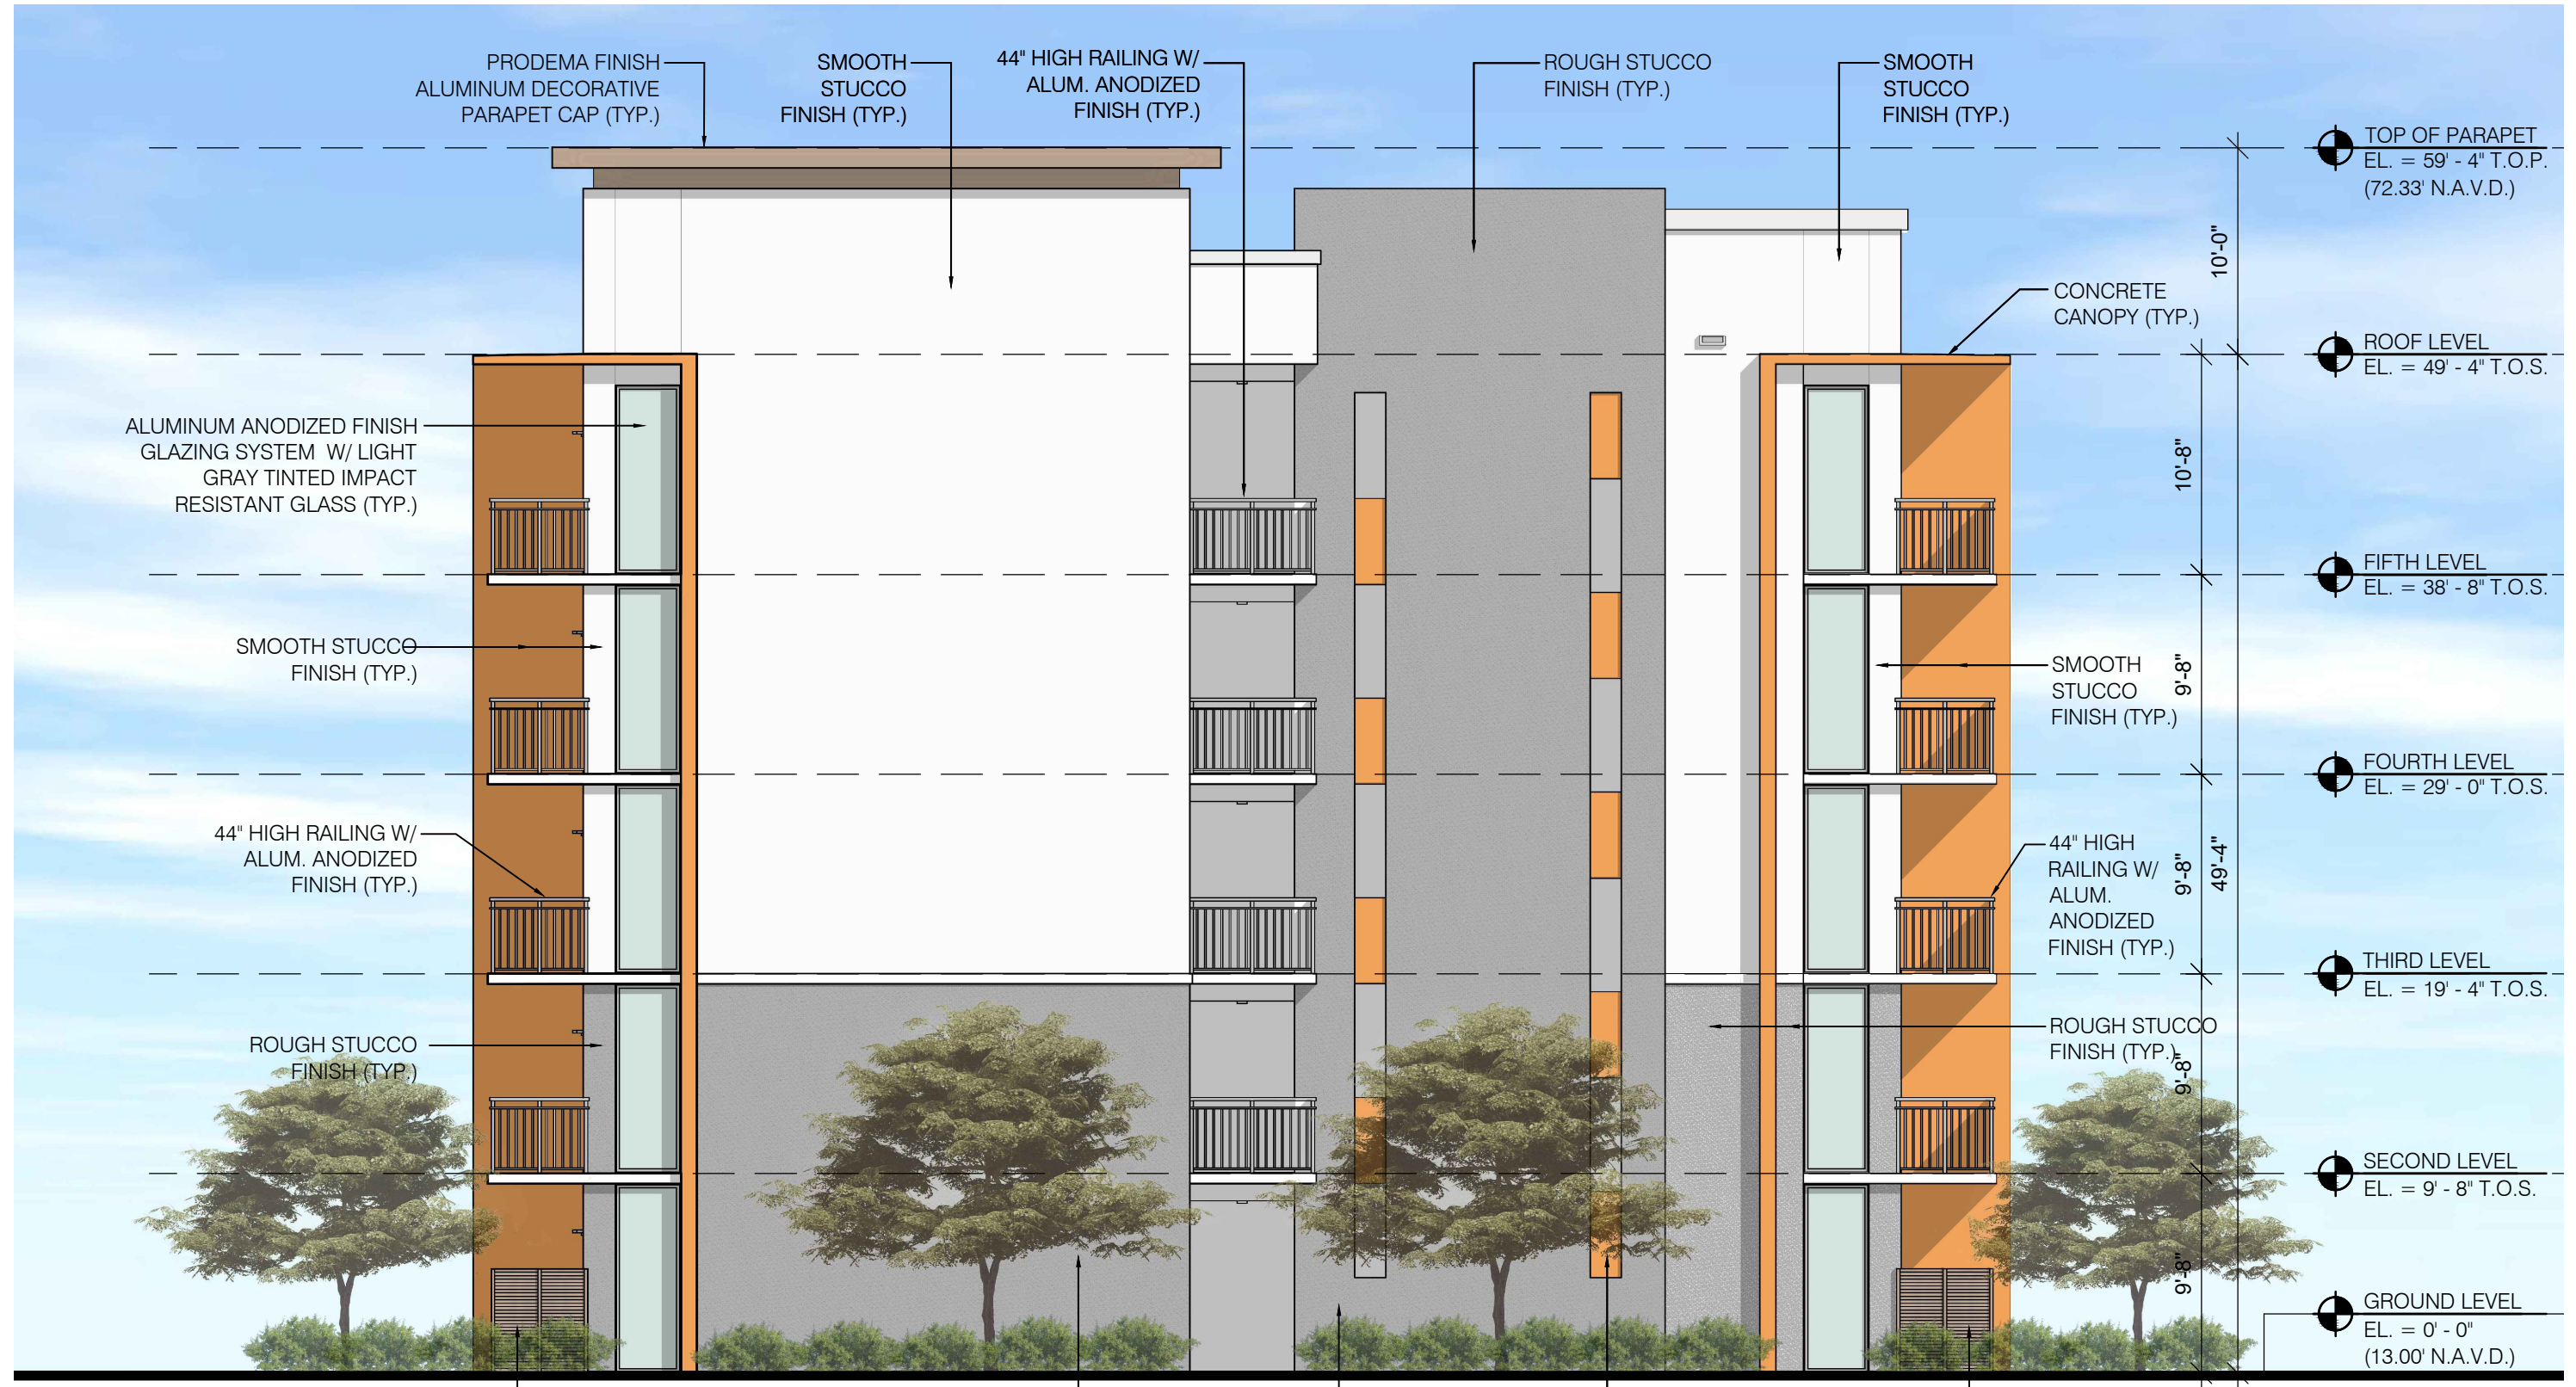 PRODEMA FINISH
ALUMINUM DECORATIVE
PARAPET CAP (TYP.)
SMOOTH
STUCCO
FINISH (TYP.)
44" HIGH RAILING W/
ALUM. ANODIZED
FINISH (TYP.)
ROUGH STUCCO
FINISH (TYP.)
SMOOTH
STUCCO
FINISH (TYP.)
TOP OF PARAPET
EL. = 59' - 4" T.O.P.
(72.33' N.A.V.D.)
10'-0"
CONCRETE
CANOPY (TYP.)
ROOF LEVEL
EL. = 49' - 4" T.O.S.
ALUMINUM ANODIZED FINISH
GLAZING SYSTEM W/ LIGHT
GRAY TINTED IMPACT
RESISTANT GLASS (TYP.)
10'-8"
FIFTH LEVEL
EL. = 38' - 8" T.O.S.
SMOOTH STUCCO
FINISH (TYP.)
SMOOTH
STUCCO
FINISH (TYP.)
9'-8"
FOURTH LEVEL
EL. = 29' - 0" T.O.S.
44" HIGH RAILING W/
ALUM. ANODIZED
FINISH (TYP.)
44" HIGH
RAILING W/
ALUM.
ANODIZED
FINISH (TYP.)
9'-8"
49'-4"
THIRD LEVEL
EL. = 19' - 4" T.O.S.
ROUGH STUCCO
FINISH (TYP.)
ROUGH STUCCO
FINISH (TYP.)
9'-8"
SECOND LEVEL
EL. = 9' - 8" T.O.S.
9'-8"
GROUND LEVEL
EL. = 0' - 0"
(13.00' N.A.V.D.)